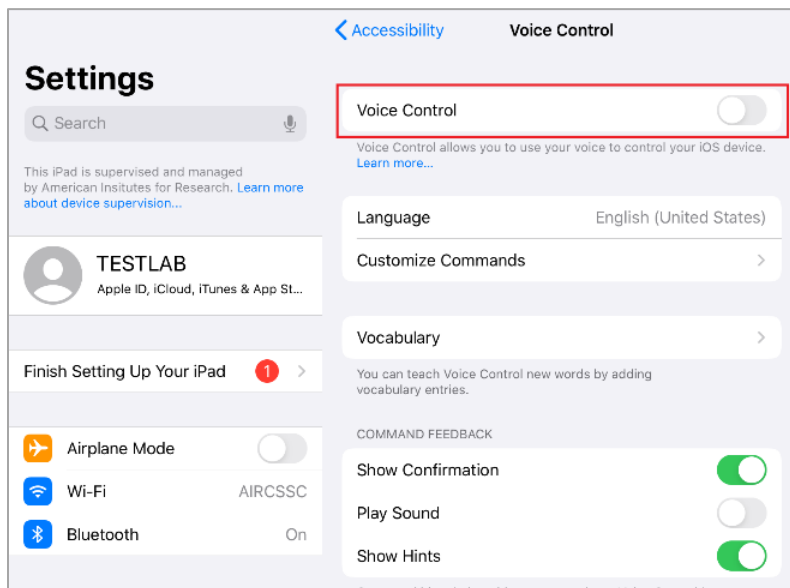 Settings
Search
This iPad is supervised and managed
by American Insitutes for Research. Learn more
about device supervision...
TESTLAB
Apple ID, iCloud, iTunes & App St...
Finish Setting Up Your iPad 1
Airplane Mode
Wi-Fi AIRCSSC
Bluetooth On
Accessibility Voice Control
Voice Control
Voice Control allows you to use your voice to control your iOS device.
Learn more...
Language English (United States)
Customize Commands
Vocabulary
You can teach Voice Control new words by adding
vocabulary entries.
COMMAND FEEDBACK
Show Confirmation
Play Sound
Show Hints